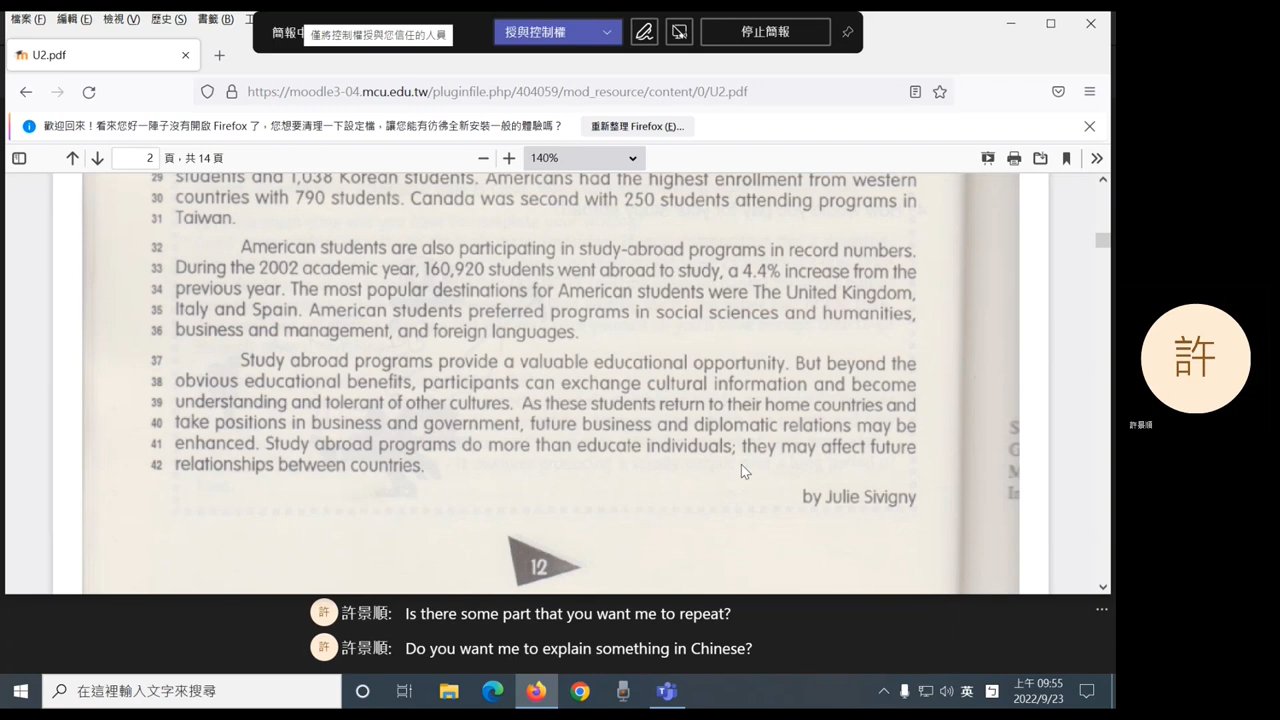 檔案 (F) 編輯 (E) 檢視 (V) 歷史 (S) 書籤 (B) 工
簡報中 僅將控制權授與您信任的人員 授與控制權 停止簡報
U2.pdf
https://moodle3-04.mcu.edu.tw/pluginfile.php/404059/mod_resource/content/0/U2.pdf
歡迎回來！看來您好一陣子沒有開啟 Firefox 了，您想要清理一下設定檔，讓您能有彷彿全新安裝一般的體驗嗎？ 重新整理 Firefox (E)...
2 頁，共 14 頁 140%
29 students and 1,038 Korean students. Americans had the highest enrollment from western
30 countries with 790 students. Canada was second with 250 students attending programs in
31 Taiwan.
32 American students are also participating in study-abroad programs in record numbers.
33 During the 2002 academic year, 160,920 students went abroad to study, a 4.4% increase from the
34 previous year. The most popular destinations for American students were The United Kingdom,
35 Italy and Spain. American students preferred programs in social sciences and humanities,
36 business and management, and foreign languages.
37 Study abroad programs provide a valuable educational opportunity. But beyond the
38 obvious educational benefits, participants can exchange cultural information and become
39 understanding and tolerant of other cultures. As these students return to their home countries and
40 take positions in business and government, future business and diplomatic relations may be
41 enhanced. Study abroad programs do more than educate individuals; they may affect future
42 relationships between countries.
by Julie Sivigny
12
許
許景順
許 許景順: Is there some part that you want me to repeat?
許 許景順: Do you want me to explain something in Chinese?
在這裡輸入文字來搜尋
英
上午 09:55
2022/9/23